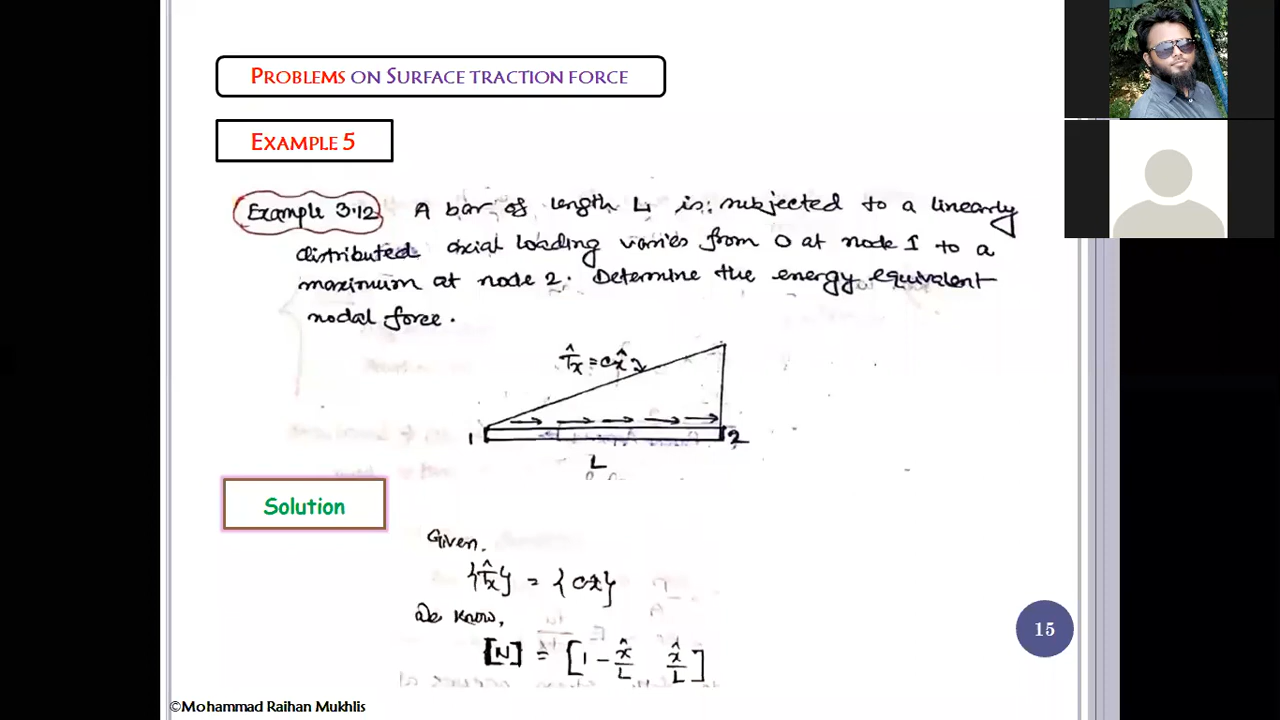 PROBLEMS ON SURFACE TRACTION FORCE
EXAMPLE 5
Example 3.12 A bar of length L, is subjected to a linearly
distributed axial loading varies from 0 at node 1 to a
maximum at node 2. Determine the energy equivalent
nodal force.
T̂x = cx̂
1 2
L
Solution
Given,
{T̂x} = {cx}
We know,
[N] = [1 - x̂/L x̂/L]
15
©Mohammad Raihan Mukhlis